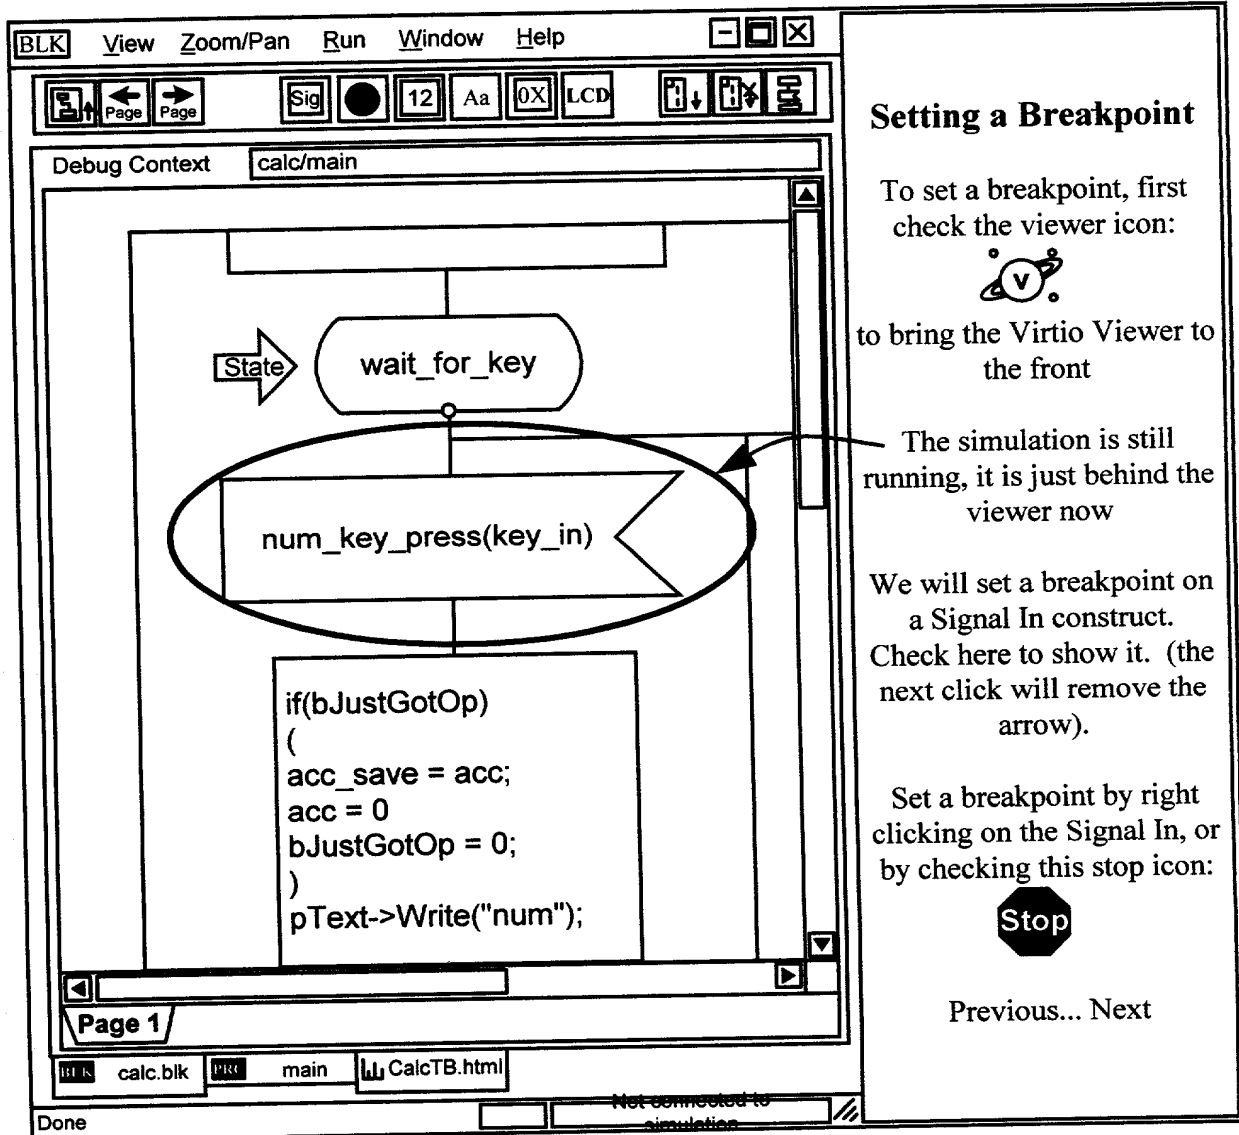 BLK View Zoom/Pan Run Window Help
Page Page Sig 12 Aa 0X LCD
Debug Context calc/main
State
wait_for_key
num_key_press(key_in)
if(bJustGotOp)
(
acc_save = acc;
acc = 0
bJustGotOp = 0;
)
pText->Write("num");
Page 1
BLK calc.blk PRC main CalcTB.html
Done
Not connected to
simulation
Setting a Breakpoint
To set a breakpoint, first
check the viewer icon:
V
to bring the Virtio Viewer to
the front
The simulation is still
running, it is just behind the
viewer now
We will set a breakpoint on
a Signal In construct.
Check here to show it. (the
next click will remove the
arrow).
Set a breakpoint by right
clicking on the Signal In, or
by checking this stop icon:
Stop
Previous... Next